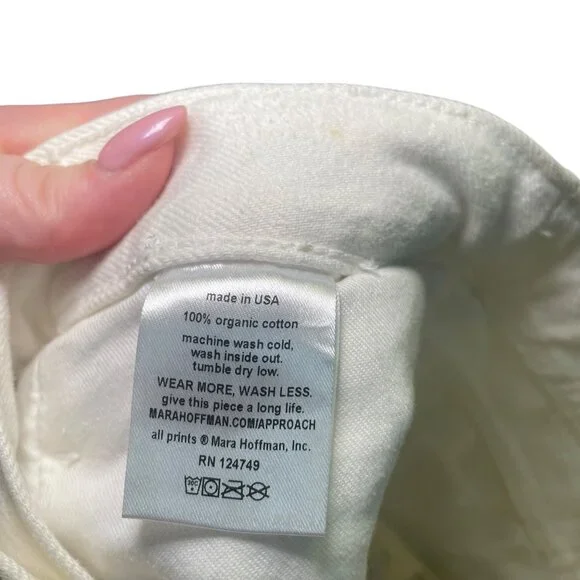 made in USA
100% organic cotton
machine wash cold,
wash inside out.
tumble dry low.
WEAR MORE, WASH LESS.
give this piece a long life.
MARAHOFFMAN.COM/APPROACH
all prints ® Mara Hoffman, Inc.
RN 124749
30C